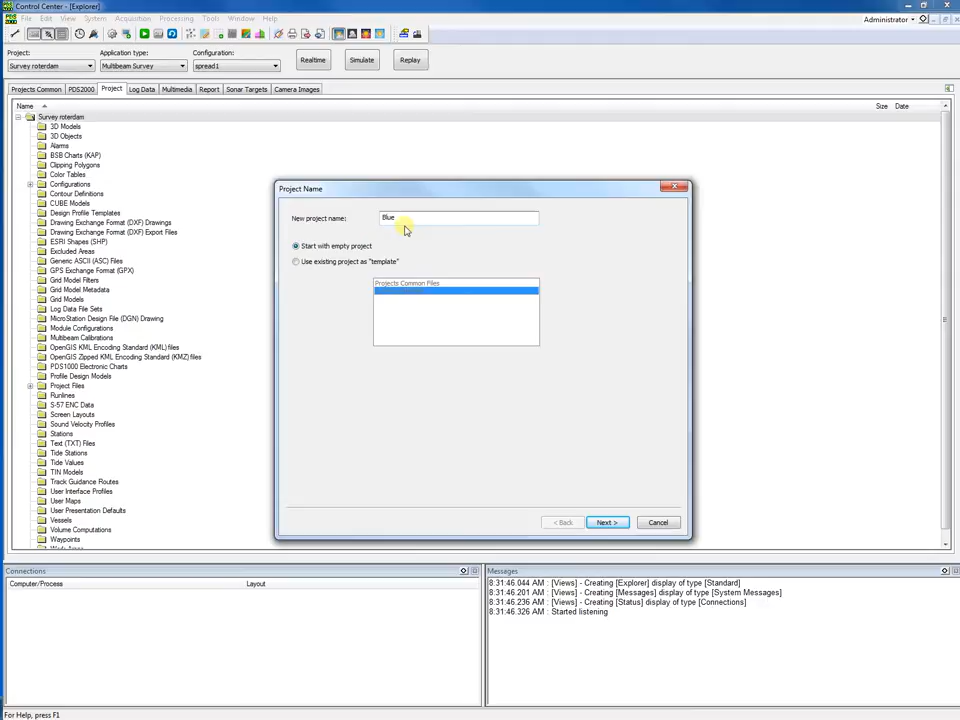 Control Center - [Explorer]
File Edit View System Acquisition Processing Tools Window Help
Administrator
Project: Application type: Configuration:
Survey roterdam Multibeam Survey spread1
Realtime Simulate Replay
Projects Common PDS2000 Project Log Data Multimedia Report Sonar Targets Camera Images
Name Size Date
Survey roterdam
3D Models
3D Objects
Alarms
BSB Charts (KAP)
Clipping Polygons
Color Tables
Configurations
Contour Definitions
CUBE Models
Design Profile Templates
Drawing Exchange Format (DXF) Drawings
Drawing Exchange Format (DXF) Export Files
ESRI Shapes (SHP)
Excluded Areas
Generic ASCII (ASC) Files
GPS Exchange Format (GPX)
Grid Model Filters
Grid Model Metadata
Grid Models
Log Data File Sets
MicroStation Design File (DGN) Drawing
Module Configurations
Multibeam Calibrations
OpenGIS KML Encoding Standard (KML) files
OpenGIS Zipped KML Encoding Standard (KMZ) files
PDS1000 Electronic Charts
Profile Design Models
Project Files
Runlines
S-57 ENC Data
Screen Layouts
Sound Velocity Profiles
Stations
Text (TXT) Files
Tide Stations
Tide Values
TIN Models
Track Guidance Routes
User Interface Profiles
User Maps
User Presentation Defaults
Vessels
Volume Computations
Waypoints
Project Name
New project name: Blue
Start with empty project
Use existing project as "template"
Projects Common Files
< Back Next > Cancel
Connections
Computer/Process Layout
Messages
8:31:46.044 AM : [Views] - Creating [Explorer] display of type [Standard]
8:31:46.201 AM : [Views] - Creating [Messages] display of type [System Messages]
8:31:46.236 AM : [Views] - Creating [Status] display of type [Connections]
8:31:46.326 AM : Started listening
For Help, press F1